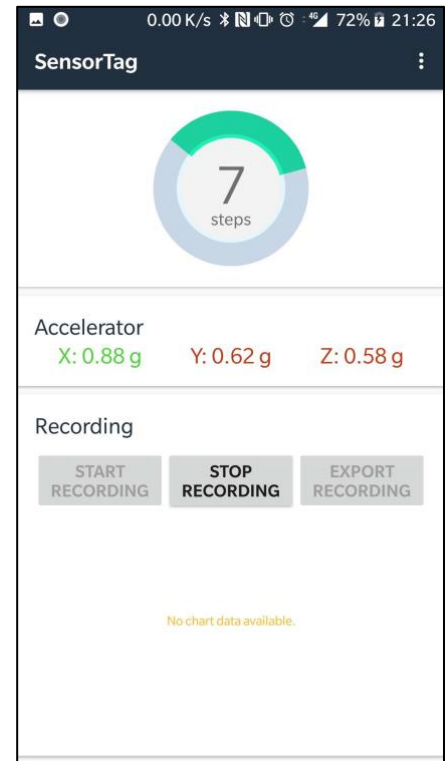 0.00 K/s 4G 72% 21:26
SensorTag
7
steps
Accelerator
X: 0.88 g Y: 0.62 g Z: 0.58 g
Recording
START RECORDING
STOP RECORDING
EXPORT RECORDING
No chart data available.